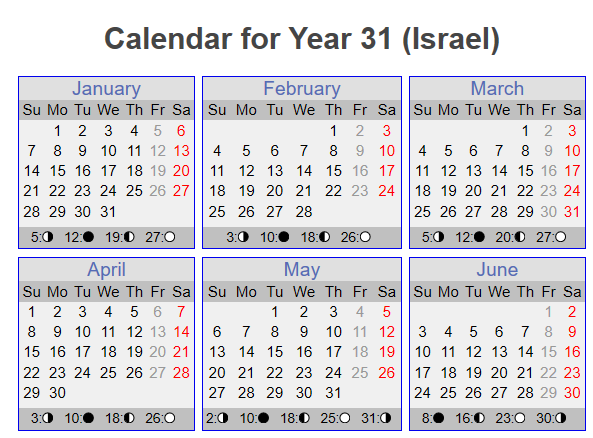 Calendar for Year 31 (Israel)
January February March
Su Mo Tu We Th Fr Sa Su Mo Tu We Th Fr Sa Su Mo Tu We Th Fr Sa
1 2 3 4 5 6 1 2 3 1 2 3
7 8 9 10 11 12 13 4 5 6 7 8 9 10 4 5 6 7 8 9 10
14 15 16 17 18 19 20 11 12 13 14 15 16 17 11 12 13 14 15 16 17
21 22 23 24 25 26 27 18 19 20 21 22 23 24 18 19 20 21 22 23 24
28 29 30 31 25 26 27 28 25 26 27 28 29 30 31
5:◑ 12:● 19:◐ 27:○ 3:◑ 10:● 18:◐ 26:○ 5:◑ 12:● 20:◐ 27:○
April May June
Su Mo Tu We Th Fr Sa Su Mo Tu We Th Fr Sa Su Mo Tu We Th Fr Sa
1 2 3 4 5 6 7 1 2 3 4 5 1 2
8 9 10 11 12 13 14 6 7 8 9 10 11 12 3 4 5 6 7 8 9
15 16 17 18 19 20 21 13 14 15 16 17 18 19 10 11 12 13 14 15 16
22 23 24 25 26 27 28 20 21 22 23 24 25 26 17 18 19 20 21 22 23
29 30 27 28 29 30 31 24 25 26 27 28 29 30
3:◑ 10:● 18:◐ 26:○ 2:◑ 10:● 18:◐ 25:○ 31:◑ 8:● 16:◐ 23:○ 30:◑